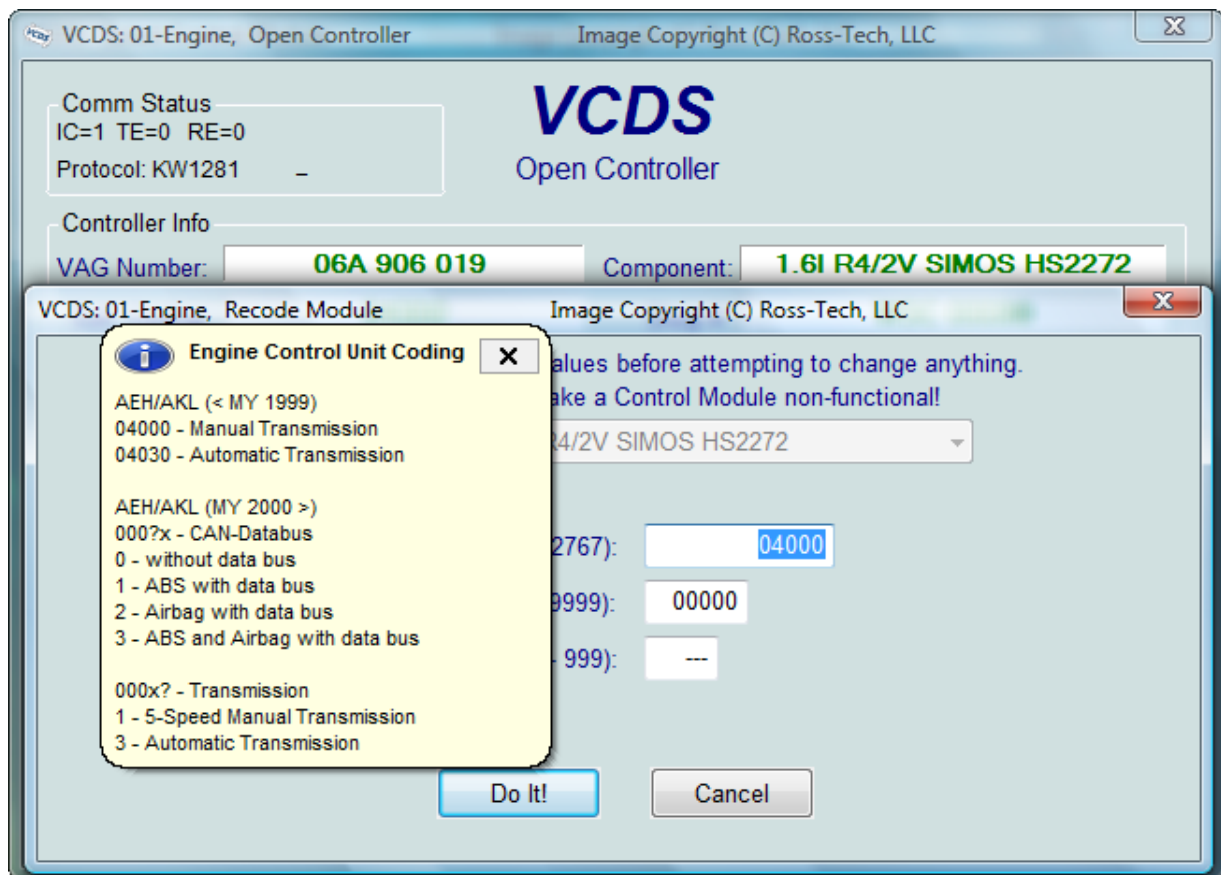 VCDS: 01-Engine, Open Controller Image Copyright (C) Ross-Tech, LLC
Comm Status
IC=1 TE=0 RE=0
Protocol: KW1281 –
VCDS
Open Controller
Controller Info
VAG Number: 06A 906 019 Component: 1.6l R4/2V SIMOS HS2272
VCDS: 01-Engine, Recode Module Image Copyright (C) Ross-Tech, LLC
Engine Control Unit Coding
AEH/AKL (< MY 1999)
04000 - Manual Transmission
04030 - Automatic Transmission
AEH/AKL (MY 2000 >)
000?x - CAN-Databus
0 - without data bus
1 - ABS with data bus
2 - Airbag with data bus
3 - ABS and Airbag with data bus
000x? - Transmission
1 - 5-Speed Manual Transmission
3 - Automatic Transmission
before attempting to change anything.
a Control Module non-functional!
SIMOS HS2272
2767): 04000
9999): 00000
- 999): ---
Do It! Cancel